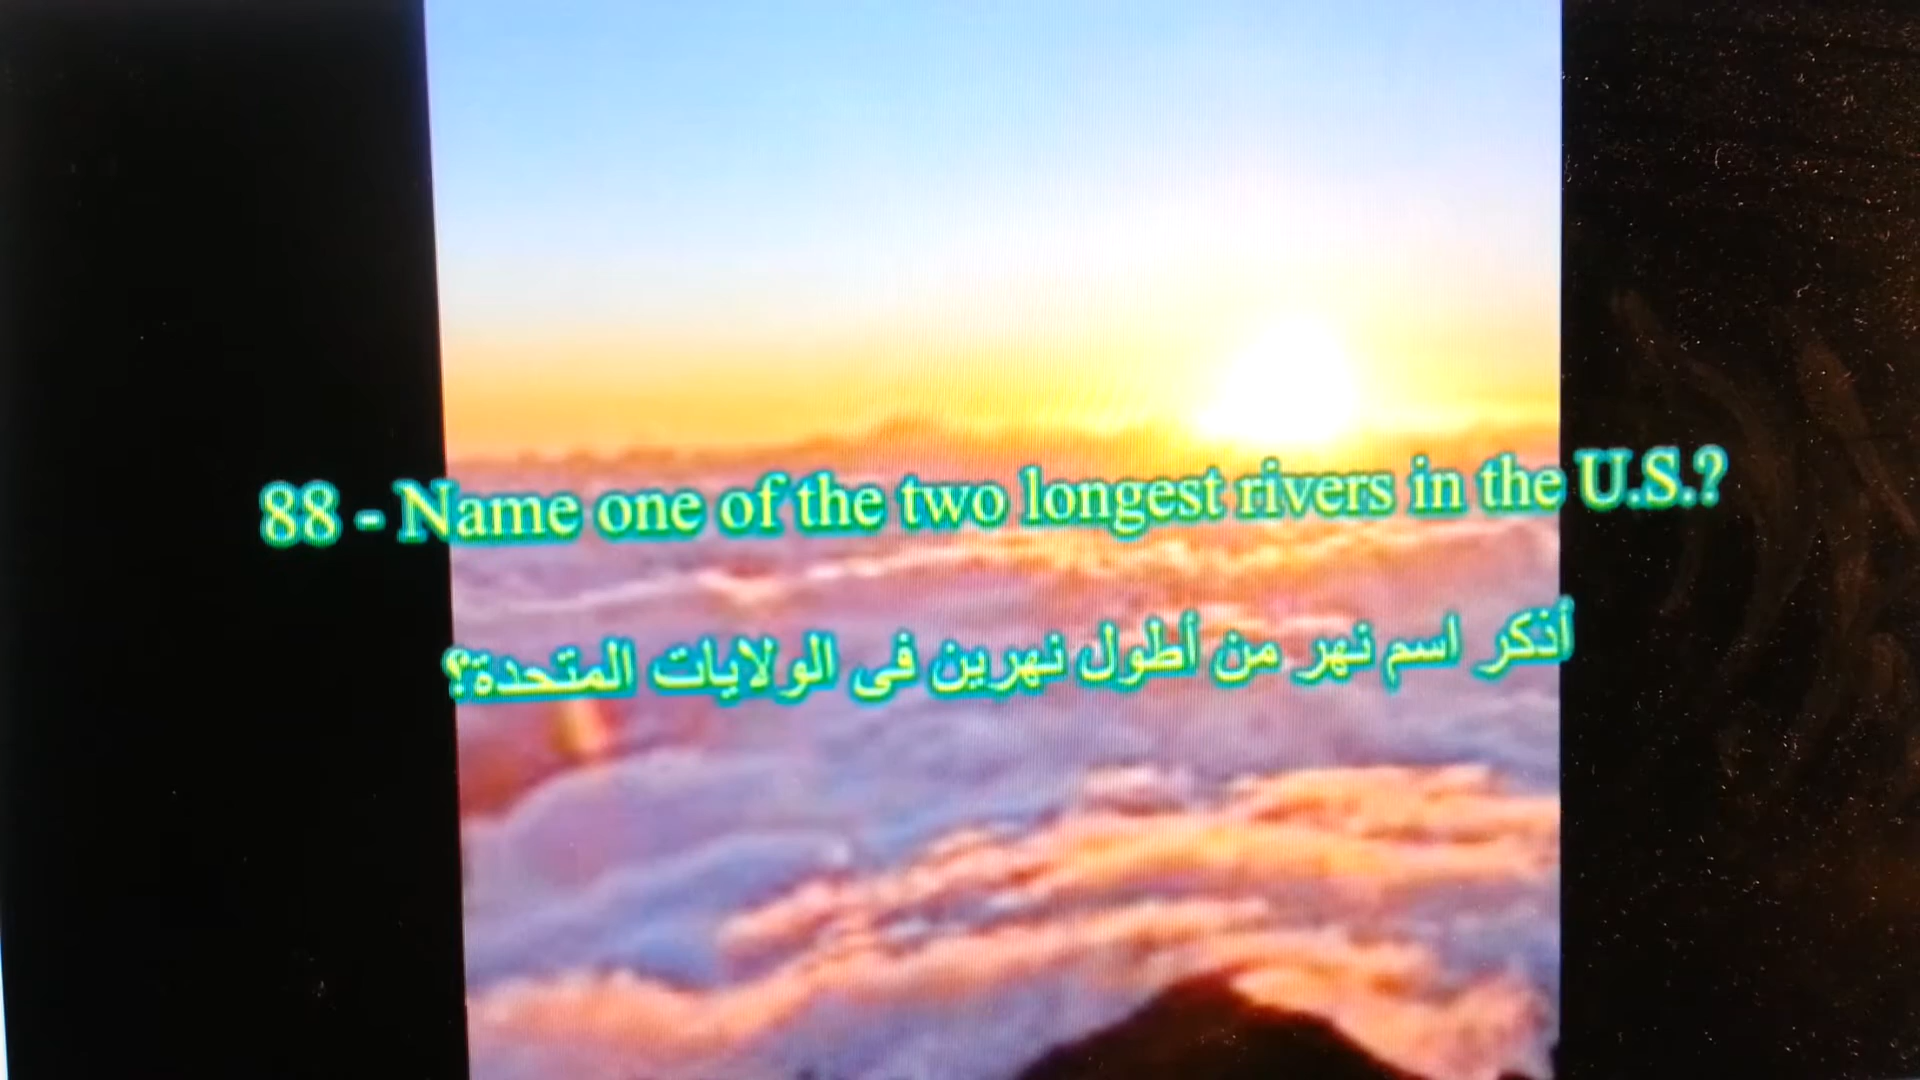 88 - Name one of the two longest rivers in the U.S.?
أذكر اسم نهر من أطول نهرين فى الولايات المتحدة؟